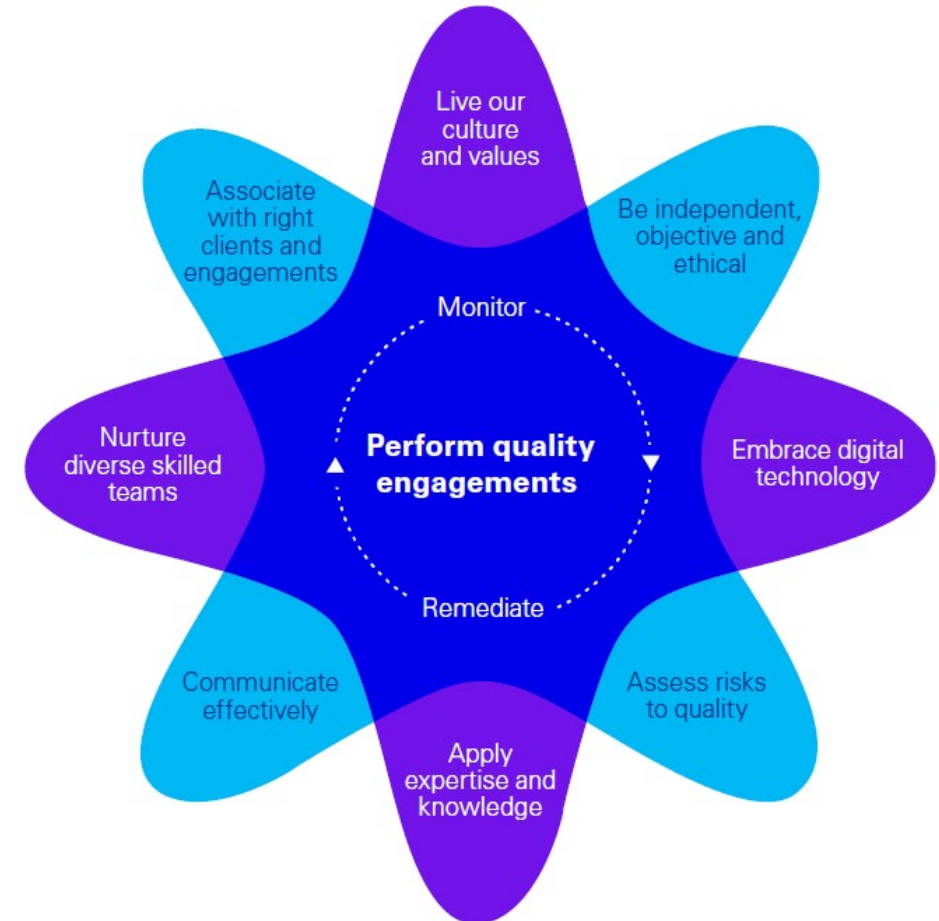 Live our
culture
and values
Associate
with right
clients and
engagements
Be independent,
objective and
ethical
Monitor
Nurture
diverse skilled
teams
Perform quality
engagements
Embrace digital
technology
Remediate
Communicate
effectively
Assess risks
to quality
Apply
expertise and
knowledge